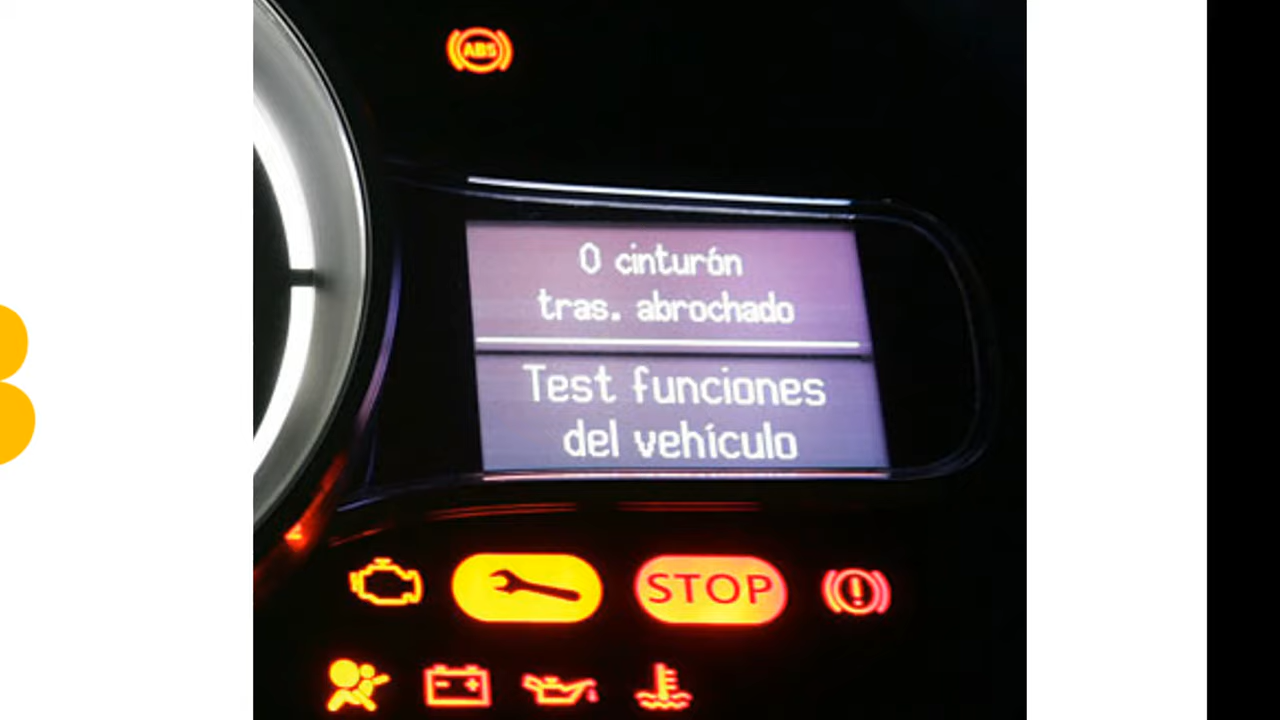 ABS
0 cinturón
tras. abrochado
Test funciones
del vehículo
STOP